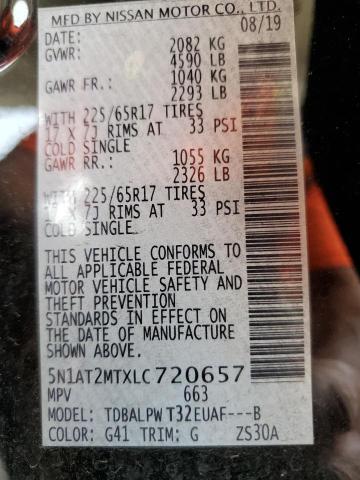 MFD BY NISSAN MOTOR CO., LTD.
DATE: 08/19
GVWR: 2082 KG
4590 LB
GAWR FR.: 1040 KG
2293 LB
WITH 225/65R17 TIRES
17 X 7J RIMS AT 33 PSI
COLD SINGLE
GAWR RR.: 1055 KG
2326 LB
WITH 225/65R17 TIRES
17 X 7J RIMS AT 33 PSI
COLD SINGLE
THIS VEHICLE CONFORMS TO
ALL APPLICABLE FEDERAL
MOTOR VEHICLE SAFETY AND
THEFT PREVENTION
STANDARDS IN EFFECT ON
THE DATE OF MANUFACTURE
SHOWN ABOVE.
5N1AT2MTXLC720657
MPV 663
MODEL: TDBALPW T32EUAF---B
COLOR: G41 TRIM: G ZS30A